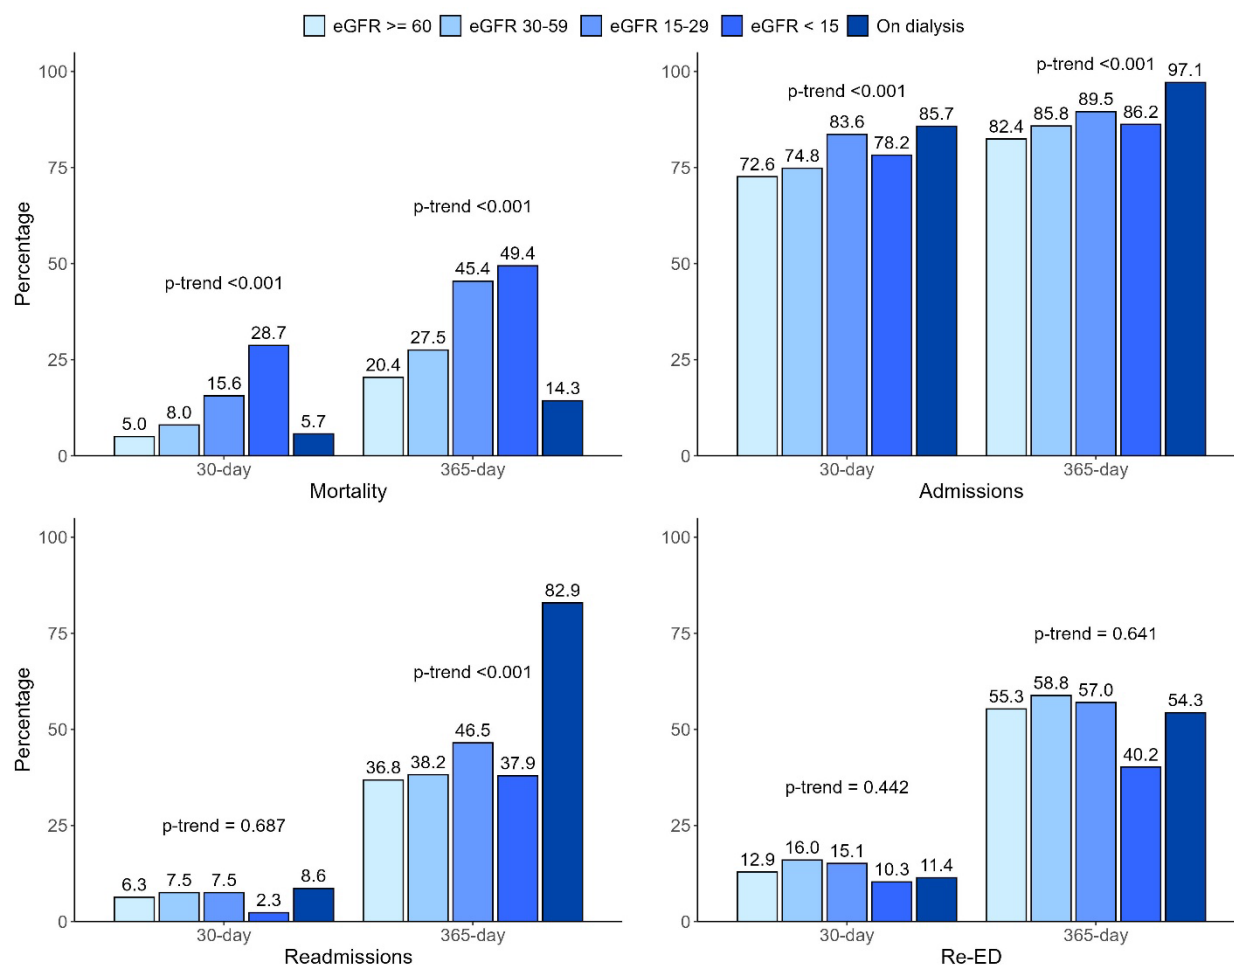 eGFR >= 60 eGFR 30-59 eGFR 15-29 eGFR < 15 On dialysis
100
75
50
25
0
Percentage
p-trend <0.001
5.0 8.0 15.6 28.7 5.7
p-trend <0.001
20.4 27.5 45.4 49.4 14.3
30-day 365-day
Mortality
100
75
50
25
0
p-trend <0.001
72.6 74.8 83.6 78.2 85.7
p-trend <0.001
82.4 85.8 89.5 86.2 97.1
30-day 365-day
Admissions
100
75
50
25
0
Percentage
p-trend = 0.687
6.3 7.5 7.5 2.3 8.6
p-trend <0.001
36.8 38.2 46.5 37.9 82.9
30-day 365-day
Readmissions
100
75
50
25
0
p-trend = 0.442
12.9 16.0 15.1 10.3 11.4
p-trend = 0.641
55.3 58.8 57.0 40.2 54.3
30-day 365-day
Re-ED